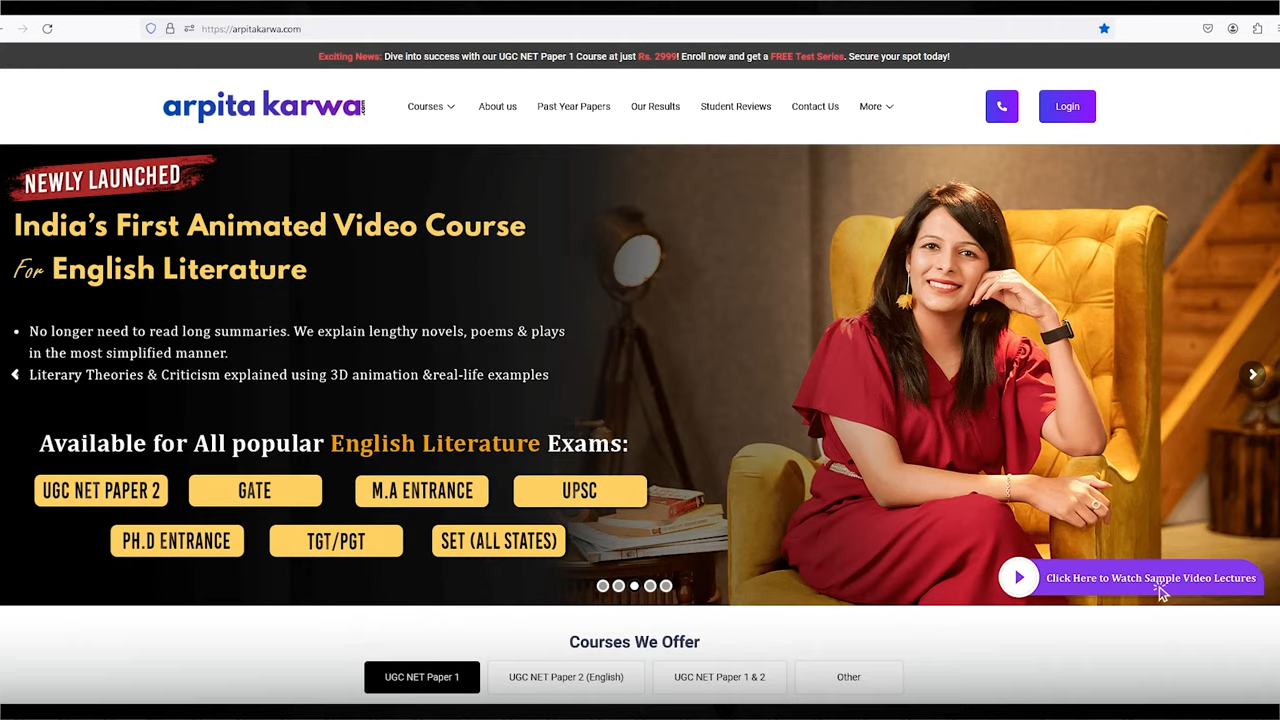 https://arpitakarwa.com
Exciting News: Dive into success with our UGC NET Paper 1 Course at just Rs. 2999! Enroll now and get a FREE Test Series. Secure your spot today!
arpita karwa.com
Courses
About us
Past Year Papers
Our Results
Student Reviews
Contact Us
More
Login
NEWLY LAUNCHED
India's First Animated Video Course
For English Literature
• No longer need to read long summaries. We explain lengthy novels, poems & plays
in the most simplified manner.
• Literary Theories & Criticism explained using 3D animation &real-life examples
Available for All popular English Literature Exams:
UGC NET PAPER 2
GATE
M.A ENTRANCE
UPSC
PH.D ENTRANCE
TGT/PGT
SET (ALL STATES)
Click Here to Watch Sample Video Lectures
Courses We Offer
UGC NET Paper 1
UGC NET Paper 2 (English)
UGC NET Paper 1 & 2
Other